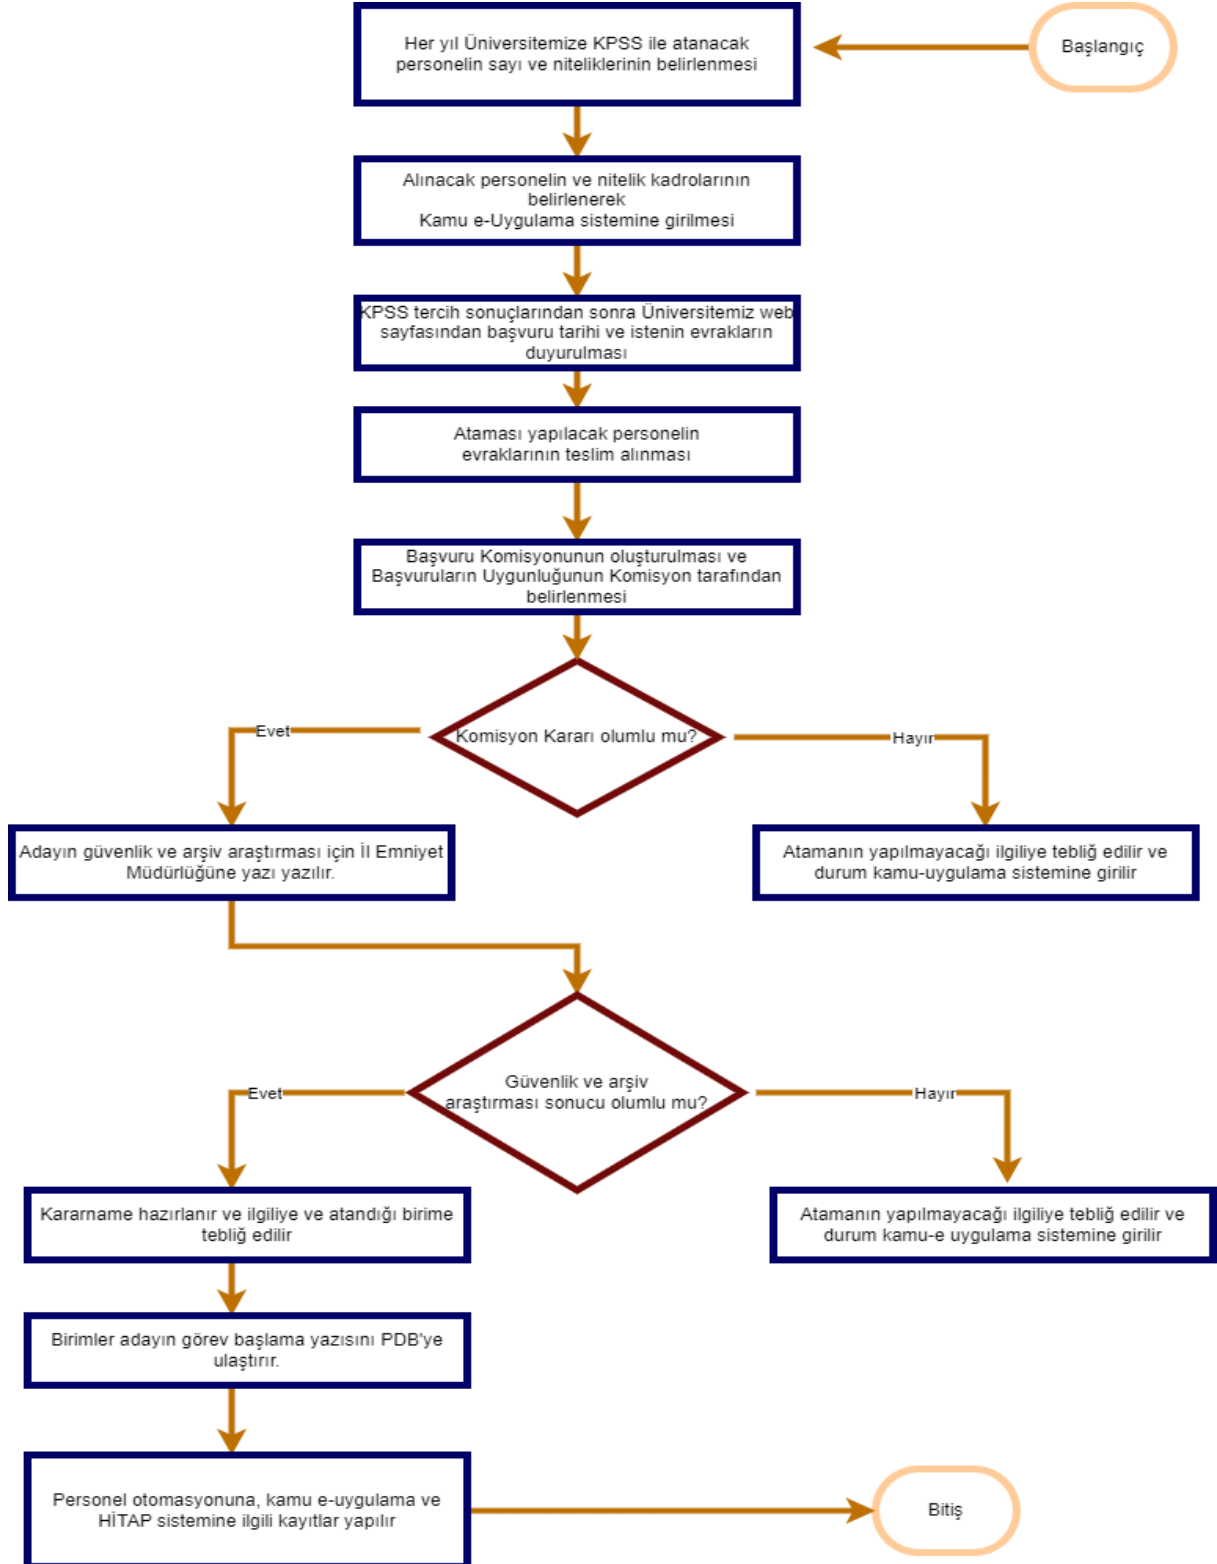 Başlangıç
Her yıl Üniversitemize KPSS ile atanacak
personelin sayı ve niteliklerinin belirlenmesi
Alınacak personelin ve nitelik kadrolarının
belirlenerek
Kamu e-Uygulama sistemine girilmesi
KPSS tercih sonuçlarından sonra Üniversitemiz web
sayfasından başvuru tarihi ve istenin evrakların
duyurulması
Ataması yapılacak personelin
evraklarının teslim alınması
Başvuru Komisyonunun oluşturulması ve
Başvuruların Uygunluğunun Komisyon tarafından
belirlenmesi
Komisyon Kararı olumlu mu?
Evet
Hayır
Adayın güvenlik ve arşiv araştırması için İl Emniyet
Müdürlüğüne yazı yazılır.
Atamanın yapılmayacağı ilgiliye tebliğ edilir ve
durum kamu-uygulama sistemine girilir
Güvenlik ve arşiv
araştırması sonucu olumlu mu?
Evet
Hayır
Kararname hazırlanır ve ilgiliye ve atandığı birime
tebliğ edilir
Atamanın yapılmayacağı ilgiliye tebliğ edilir ve
durum kamu-e uygulama sistemine girilir
Birimler adayın görev başlama yazısını PDB'ye
ulaştırır.
Personel otomasyonuna, kamu e-uygulama ve
HİTAP sistemine ilgili kayıtlar yapılır
Bitiş